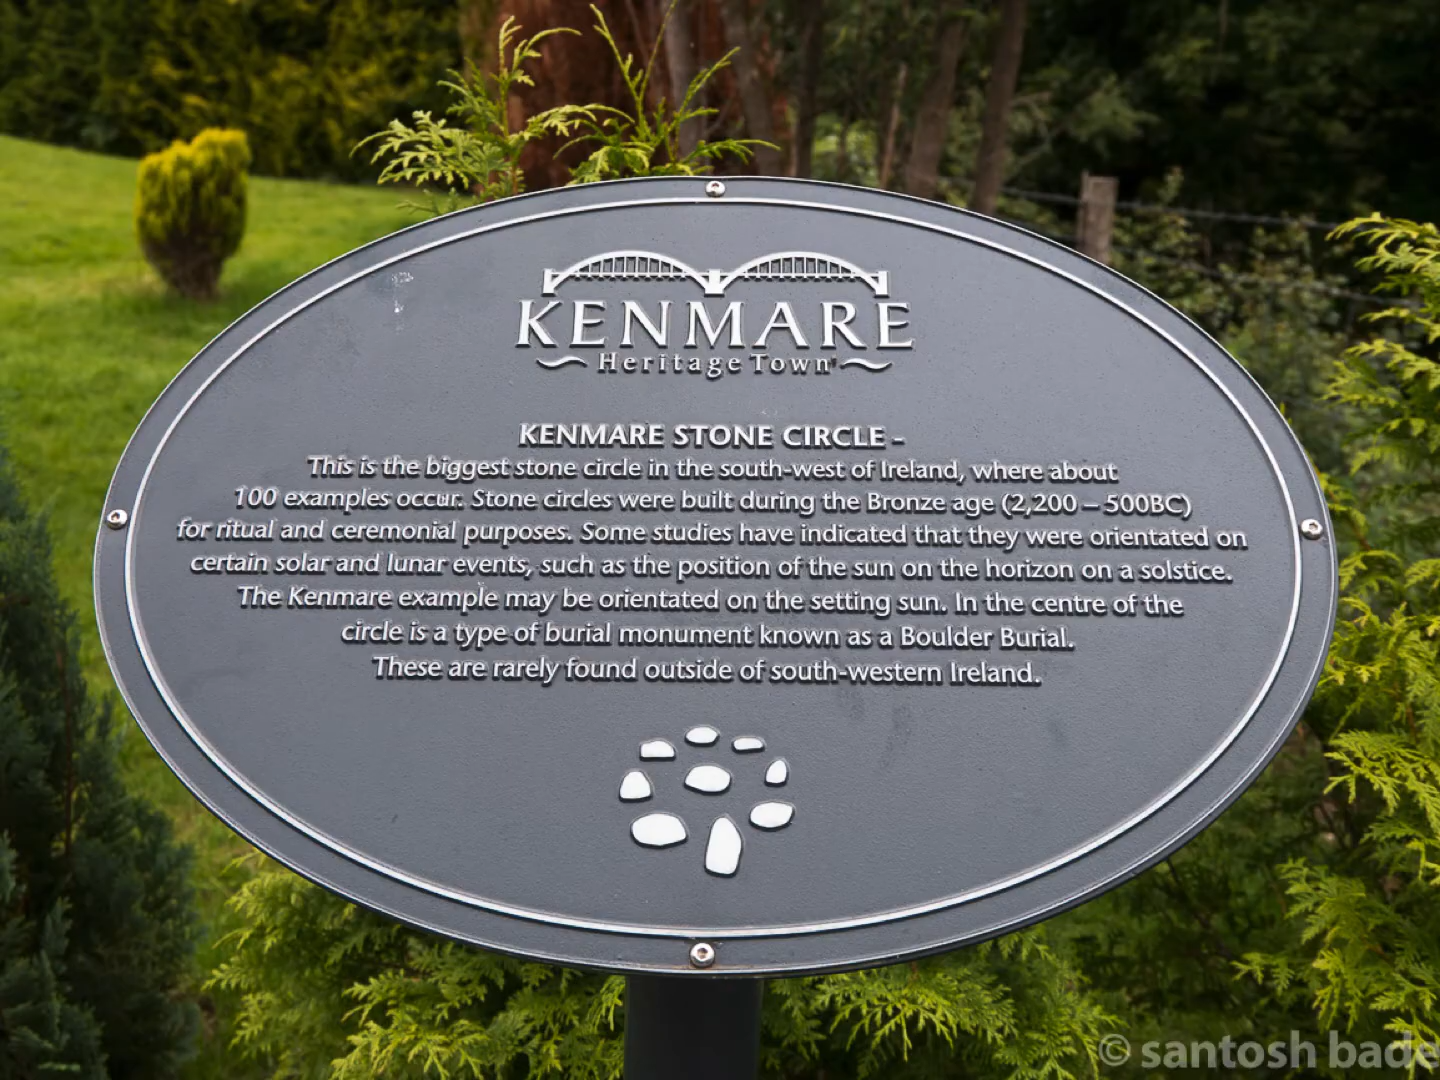 KENMARE
Heritage Town
KENMARE STONE CIRCLE -
This is the biggest stone circle in the south-west of Ireland, where about
100 examples occur. Stone circles were built during the Bronze age (2,200 – 500BC)
for ritual and ceremonial purposes. Some studies have indicated that they were orientated on
certain solar and lunar events, such as the position of the sun on the horizon on a solstice.
The Kenmare example may be orientated on the setting sun. In the centre of the
circle is a type of burial monument known as a Boulder Burial.
These are rarely found outside of south-western Ireland.
© santosh bade